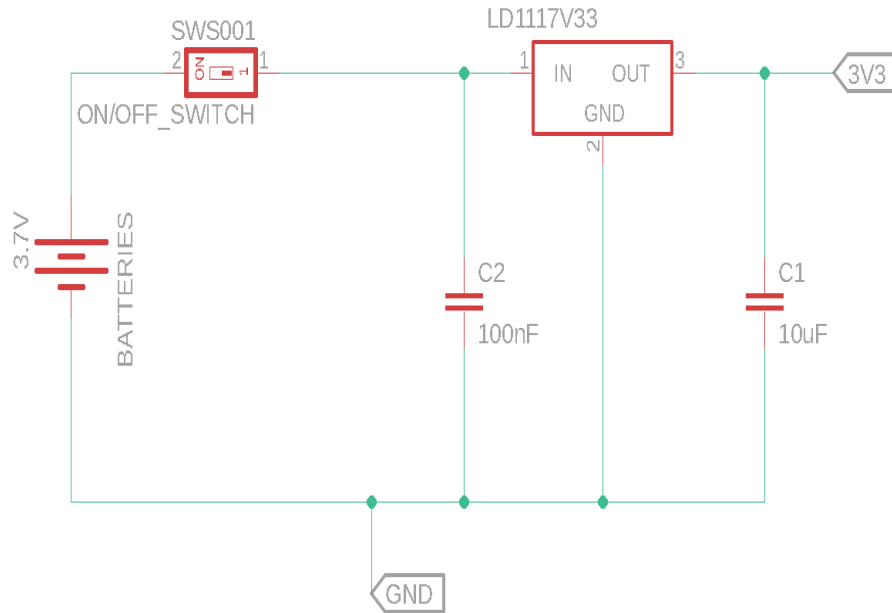 LD1117V33
SWS001
2
ON
1
1
ON/OFF_SWITCH
1
IN
OUT
3
GND
2
3V3
3.7V
BATTERIES
C2
100nF
C1
10uF
GND